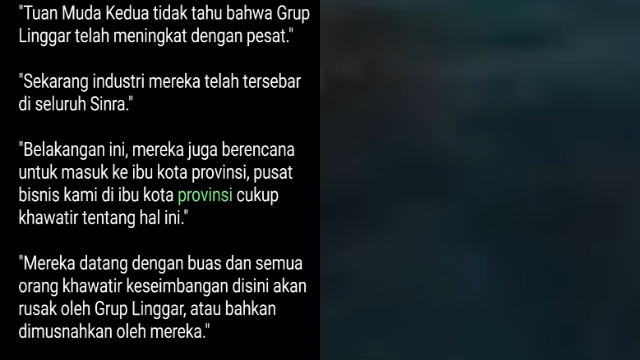 "Tuan Muda Kedua tidak tahu bahwa Grup
Linggar telah meningkat dengan pesat."
"Sekarang industri mereka telah tersebar
di seluruh Sinra."
"Belakangan ini, mereka juga berencana
untuk masuk ke ibu kota provinsi, pusat
bisnis kami di ibu kota provinsi cukup
khawatir tentang hal ini."
"Mereka datang dengan buas dan semua
orang khawatir keseimbangan disini akan
rusak oleh Grup Linggar, atau bahkan
dimusnahkan oleh mereka."